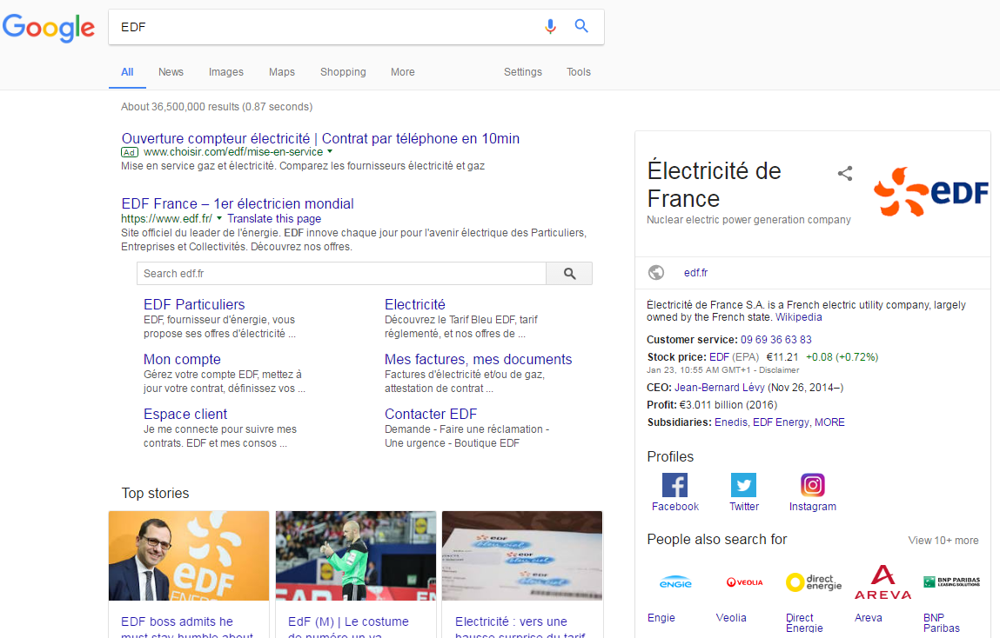 Google
EDF
All News Images Maps Shopping More Settings Tools
About 36,500,000 results (0.87 seconds)
Ouverture compteur électricité | Contrat par téléphone en 10min
Ad www.choisir.com/edf/mise-en-service
Mise en service gaz et électricité. Comparez les fournisseurs électricité et gaz
EDF France – 1er électricien mondial
https://www.edf.fr/ Translate this page
Site officiel du leader de l'énergie. EDF innove chaque jour pour l'avenir électrique des Particuliers,
Entreprises et Collectivités. Découvrez nos offres.
Search edf.fr
EDF Particuliers
EDF, fournisseur d'énergie, vous
propose ses offres d'électricité ...
Electricité
Découvrez le Tarif Bleu EDF, tarif
réglementé, et nos offres de ...
Mon compte
Gérez votre compte EDF, mettez à
jour votre contrat, définissez vos ...
Mes factures, mes documents
Factures d'électricité et/ou de gaz,
attestation de contrat ...
Espace client
Je me connecte pour suivre mes
contrats. EDF et mes consos ...
Contacter EDF
Demande - Faire une réclamation -
Une urgence - Boutique EDF
Top stories
eDF
ENERG
eDF
eDF
eDF
EDF boss admits he
must stay humble about
EdF (M) | Le costume
de numéro un va
Electricité : vers une
hausse surprise du tarif
Électricité de
France
eDF
Nuclear electric power generation company
edf.fr
Électricité de France S.A. is a French electric utility company, largely
owned by the French state. Wikipedia
Customer service: 09 69 36 63 83
Stock price: EDF (EPA) €11.21 +0.08 (+0.72%)
Jan 23, 10:55 AM GMT+1 - Disclaimer
CEO: Jean-Bernard Lévy (Nov 26, 2014–)
Profit: €3.011 billion (2016)
Subsidiaries: Enedis, EDF Energy, MORE
Profiles
Facebook Twitter Instagram
People also search for View 10+ more
ENGIE
VEOLIA
direct
energie
AREVA
BNP PARIBAS
LEASING SOLUTIONS
Engie
Veolia
Direct
Energie
Areva
BNP
Paribas